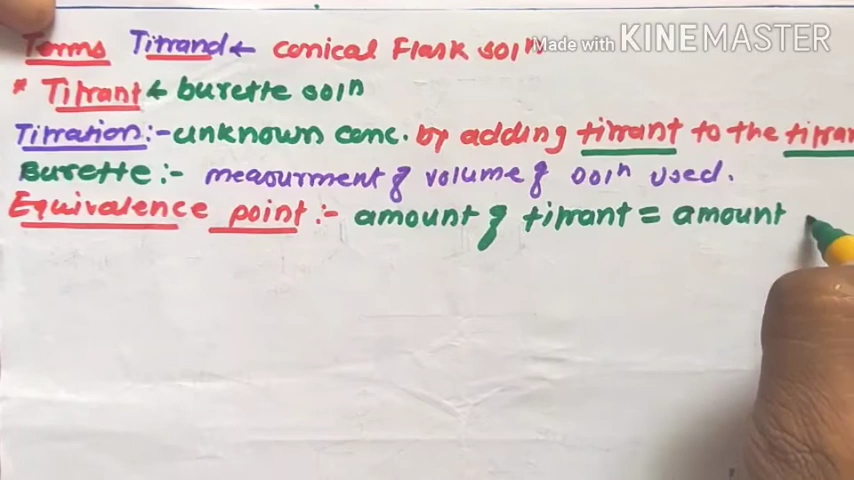 Terms Titrand ← conical Flask soln
Made with KINEMASTER
* Titrant ← burette soln
Titration:- unknown conc. by adding titrant to the titran
Burette:- measurment of volume of soln used.
Equivalence point:- amount of titrant = amount